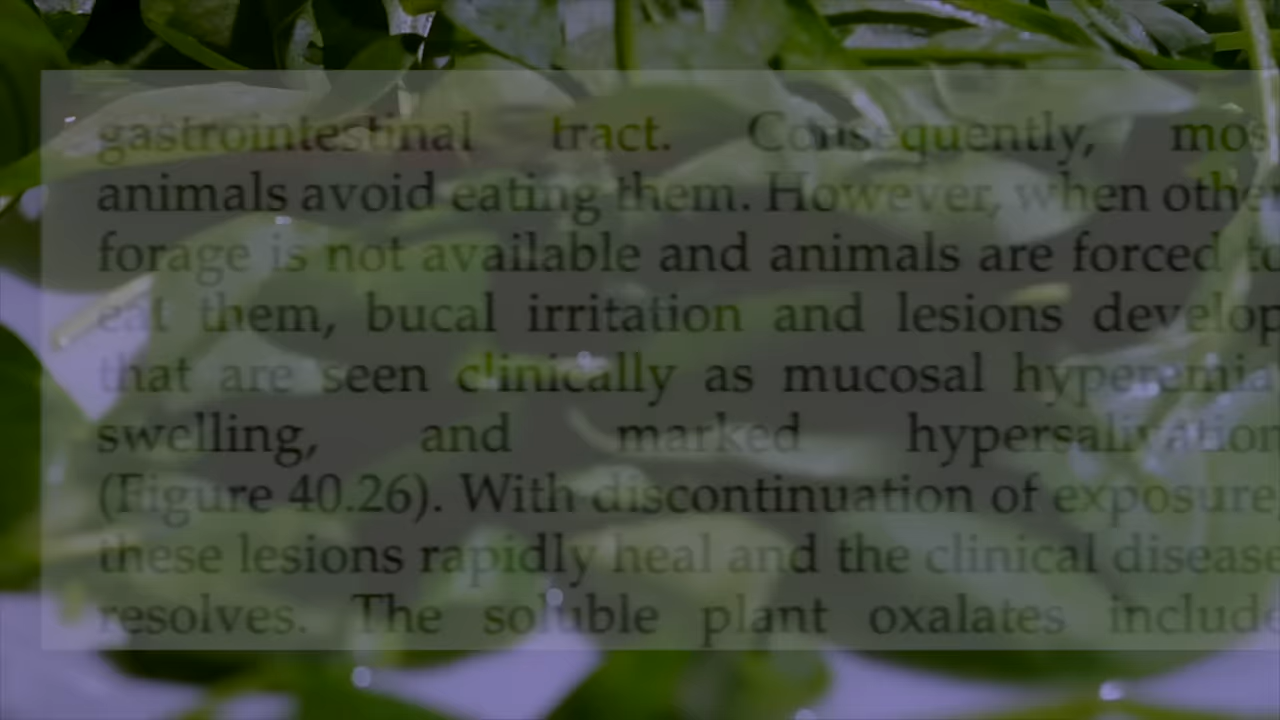 gastrointestinal tract. Consequently, mos
animals avoid eating them. However, when othe
forage is not available and animals are forced to
eat them, bucal irritation and lesions develop
that are seen clinically as mucosal hyperemia
swelling, and marked hypersalivation
(Figure 40.26). With discontinuation of exposure,
these lesions rapidly heal and the clinical disease
resolves. The soluble plant oxalates include